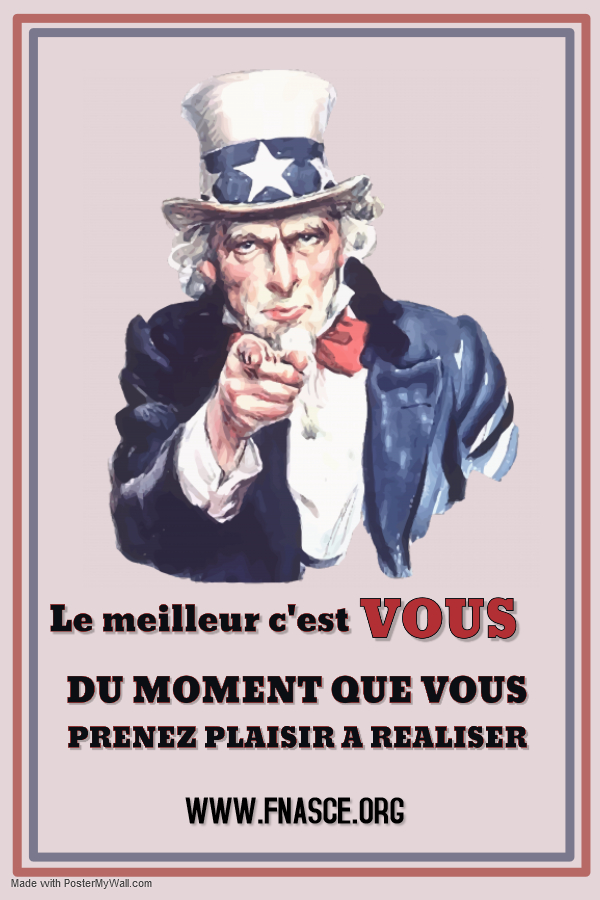 Le meilleur c'est VOUS
DU MOMENT QUE VOUS
PRENEZ PLAISIR A REALISER
WWW.FNASCE.ORG
Made with PosterMyWall.com